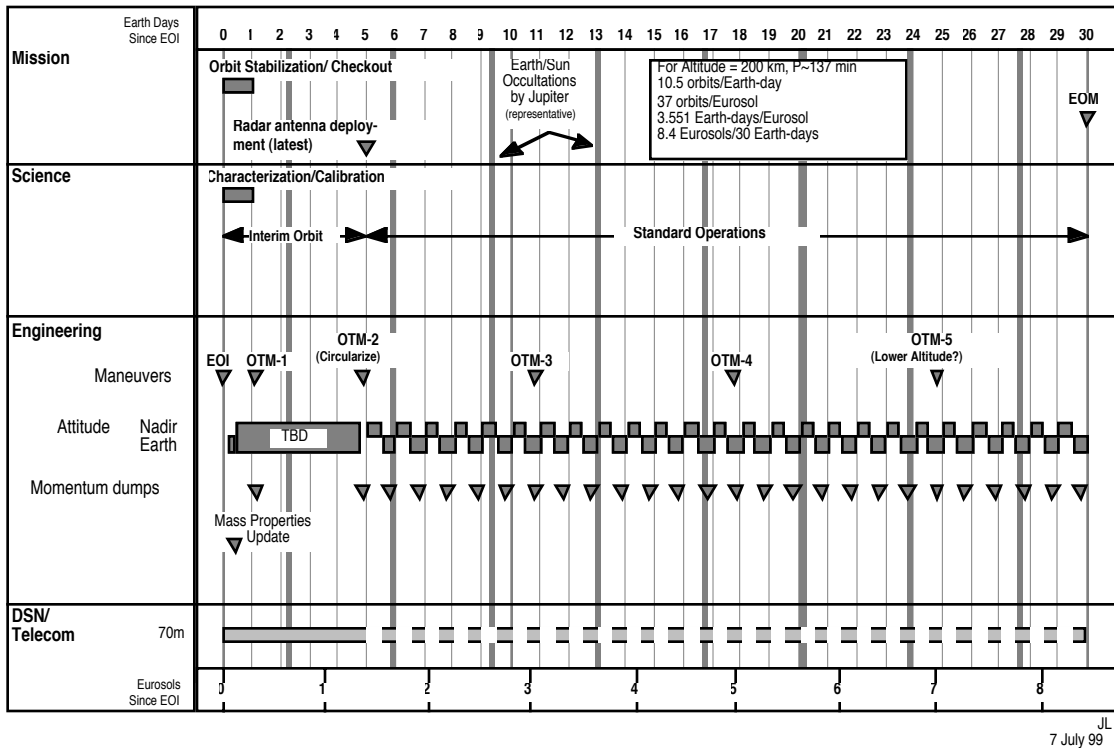 Earth Days
Since EOI
0 1 2 3 4 5 6 7 8 9 10 11 12 13 14 15 16 17 18 19 20 21 22 23 24 25 26 27 28 29 30
Mission
Orbit Stabilization/ Checkout
Radar antenna deploy-
ment (latest)
Earth/Sun
Occultations
by Jupiter
(representative)
For Altitude = 200 km, P~137 min
10.5 orbits/Earth-day
37 orbits/Eurosol
3.551 Earth-days/Eurosol
8.4 Eurosols/30 Earth-days
EOM
Science
Characterization/Calibration
Interim Orbit
Standard Operations
Engineering
Maneuvers
EOI
OTM-1
OTM-2
(Circularize)
OTM-3
OTM-4
OTM-5
(Lower Altitude?)
Attitude Nadir
Earth
TBD
Momentum dumps
Mass Properties
Update
DSN/
Telecom
70m
Eurosols
Since EOI
0 1 2 3 4 5 6 7 8
JL
7 July 99